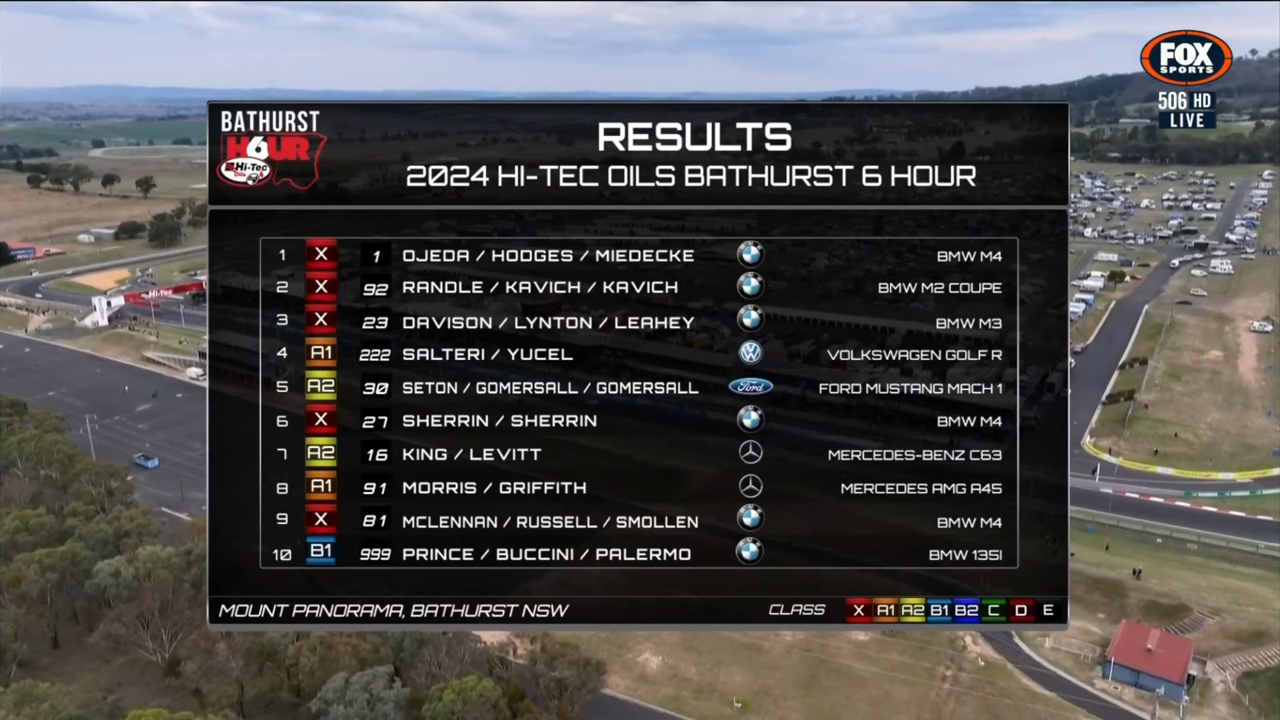 FOX
SPORTS
506 HD
LIVE
BATHURST
H6UR
Hi-Tec
Oils
RESULTS
2024 HI-TEC OILS BATHURST 6 HOUR
1 X 1 OJEDA / HODGES / MIEDECKE BMW M4
2 X 92 RANDLE / KAVICH / KAVICH BMW M2 COUPE
3 X 23 DAVISON / LYNTON / LEAHEY BMW M3
4 A1 222 SALTERI / YUCEL VOLKSWAGEN GOLF R
5 A2 30 SETON / GOMERSALL / GOMERSALL Ford FORD MUSTANG MACH 1
6 X 27 SHERRIN / SHERRIN BMW M4
7 A2 16 KING / LEVITT MERCEDES-BENZ C63
8 A1 91 MORRIS / GRIFFITH MERCEDES AMG A45
9 X 81 MCLENNAN / RUSSELL / SMOLLEN BMW M4
10 B1 999 PRINCE / BUCCINI / PALERMO BMW 135I
MOUNT PANORAMA, BATHURST NSW CLASS X A1 A2 B1 B2 C D E
Hi-Tec